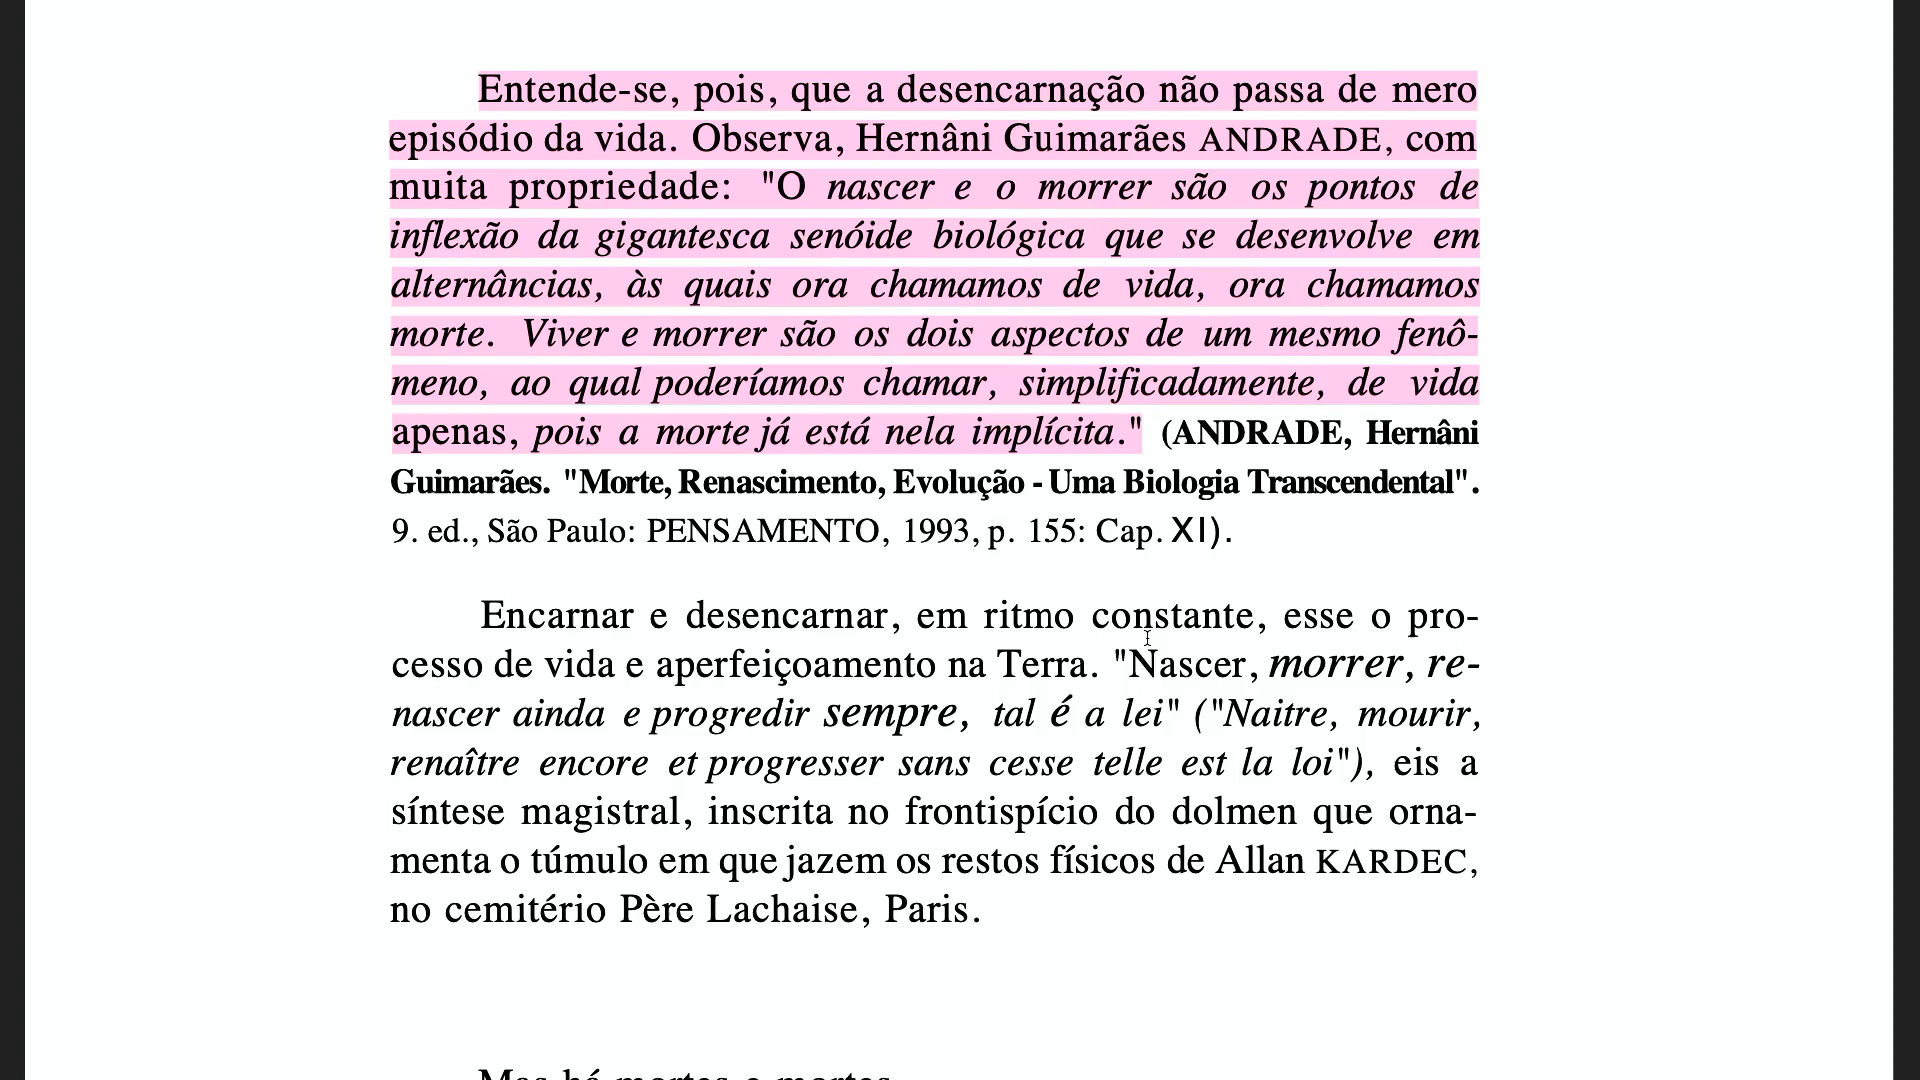 Entende-se, pois, que a desencarnação não passa de mero
episódio da vida. Observa, Hernâni Guimarães ANDRADE, com
muita propriedade: "O nascer e o morrer são os pontos de
inflexão da gigantesca senóide biológica que se desenvolve em
alternâncias, às quais ora chamamos de vida, ora chamamos
morte. Viver e morrer são os dois aspectos de um mesmo fenô-
meno, ao qual poderíamos chamar, simplificadamente, de vida
apenas, pois a morte já está nela implícita." (ANDRADE, Hernâni
Guimarães. "Morte, Renascimento, Evolução - Uma Biologia Transcendental".
9. ed., São Paulo: PENSAMENTO, 1993, p. 155: Cap. XI).
Encarnar e desencarnar, em ritmo constante, esse o pro-
cesso de vida e aperfeiçoamento na Terra. "Nascer, morrer, re-
nascer ainda e progredir sempre, tal é a lei" ("Naitre, mourir,
renaître encore et progresser sans cesse telle est la loi"), eis a
síntese magistral, inscrita no frontispício do dolmen que orna-
menta o túmulo em que jazem os restos físicos de Allan KARDEC,
no cemitério Père Lachaise, Paris.
Mas há mortes e mortes